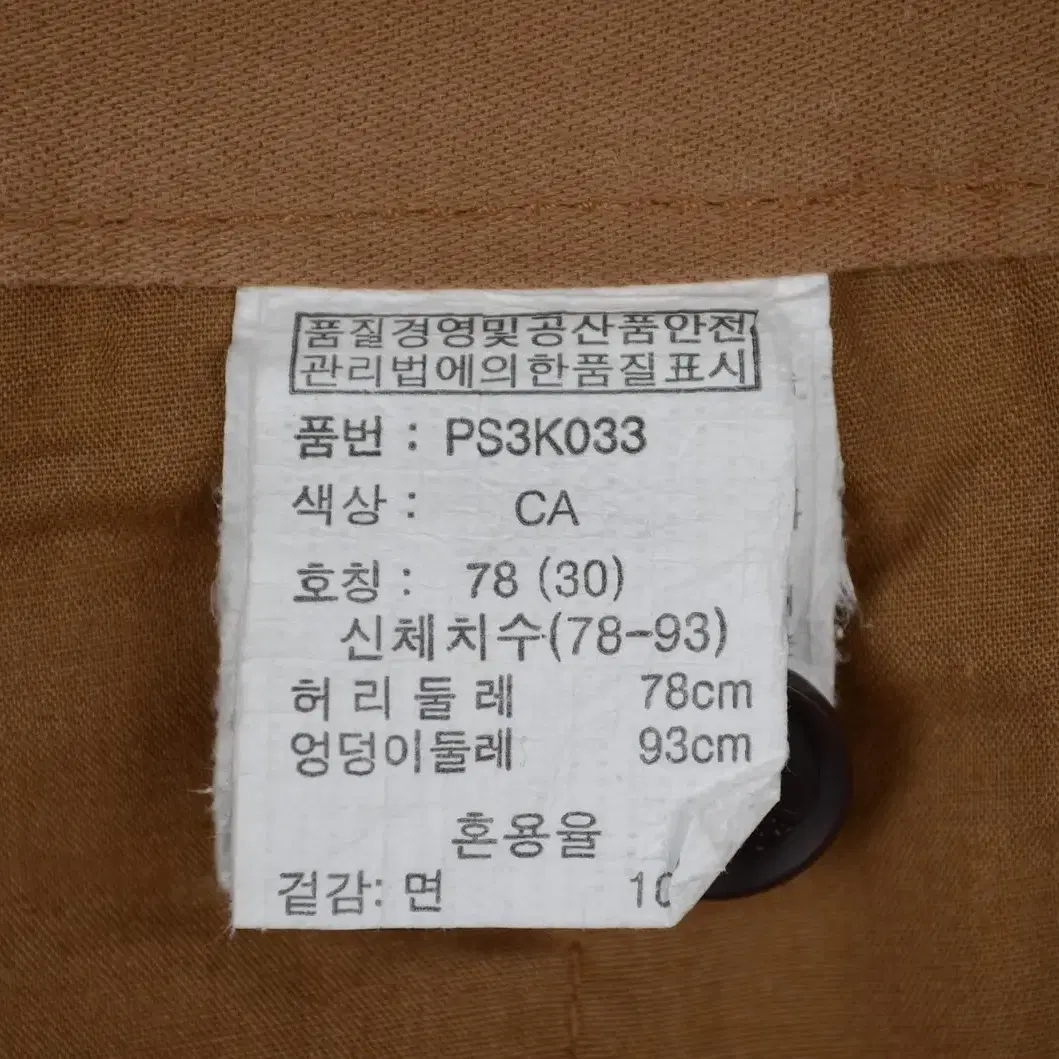 품질경영및공산품안전
관리법에의한품질표시
품번 : PS3K033
색상 : CA
호칭 : 78 (30)
신체치수(78-93)
허리둘레 78cm
엉덩이둘레 93cm
혼용율
겉감: 면